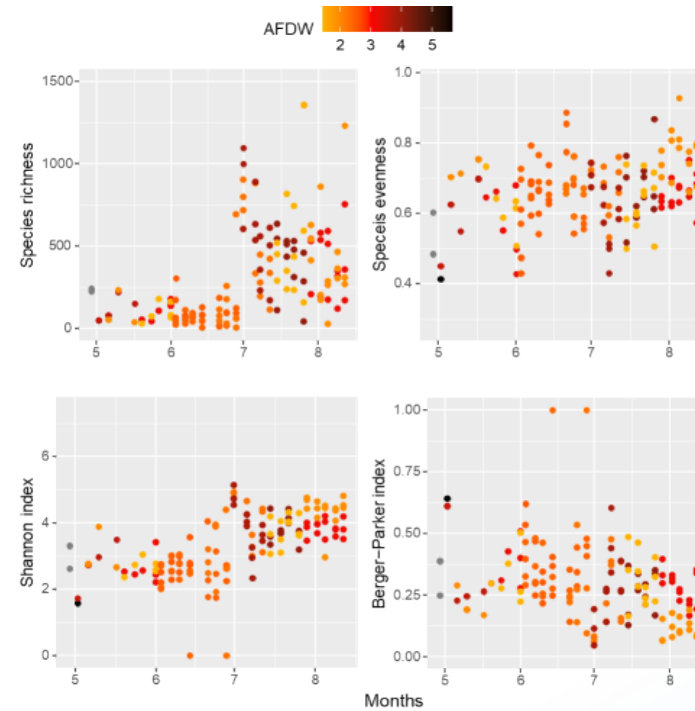 AFDW
2 3 4 5
Species richness
1500
1000
500
0
5 6 7 8
Speceis evenness
1.0
0.8
0.6
0.4
5 6 7 8
Shannon index
6
4
2
0
5 6 7 8
Berger−Parker index
1.00
0.75
0.50
0.25
0.00
5 6 7 8
Months